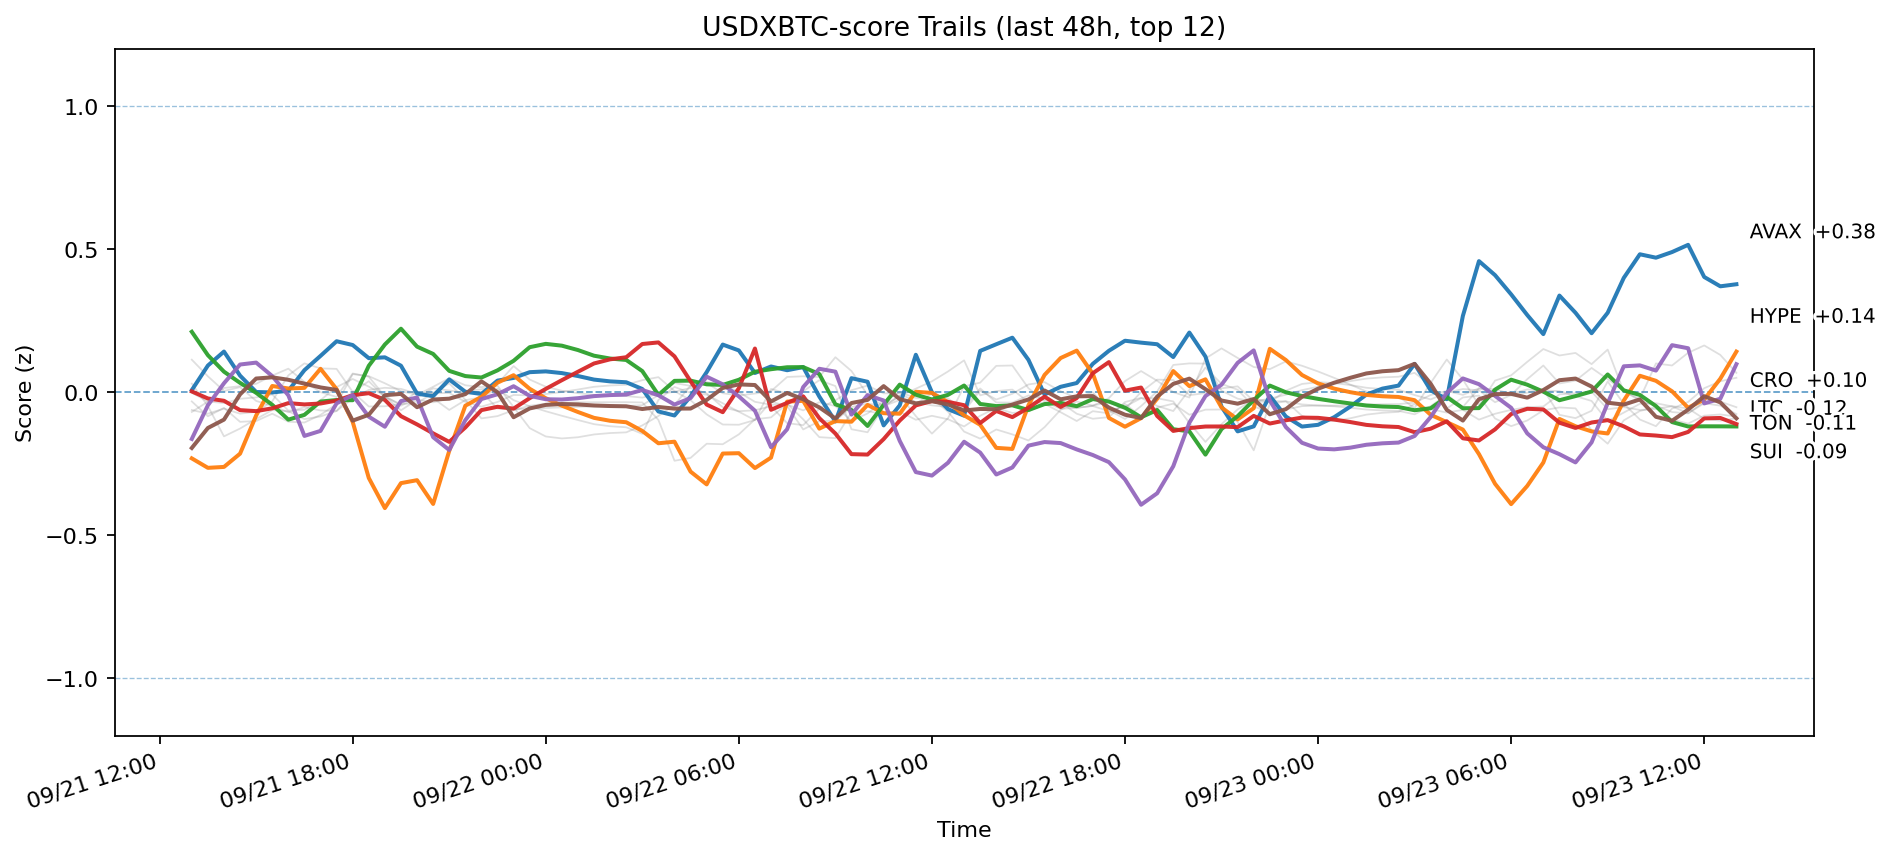 USDXBTC-score Trails (last 48h, top 12)
Score (z)
1.0
0.5
0.0
−0.5
−1.0
AVAX +0.38
HYPE +0.14
CRO +0.10
LTC -0.12
TON -0.11
SUI -0.09
09/21 12:00
09/21 18:00
09/22 00:00
09/22 06:00
09/22 12:00
09/22 18:00
09/23 00:00
09/23 06:00
09/23 12:00
Time